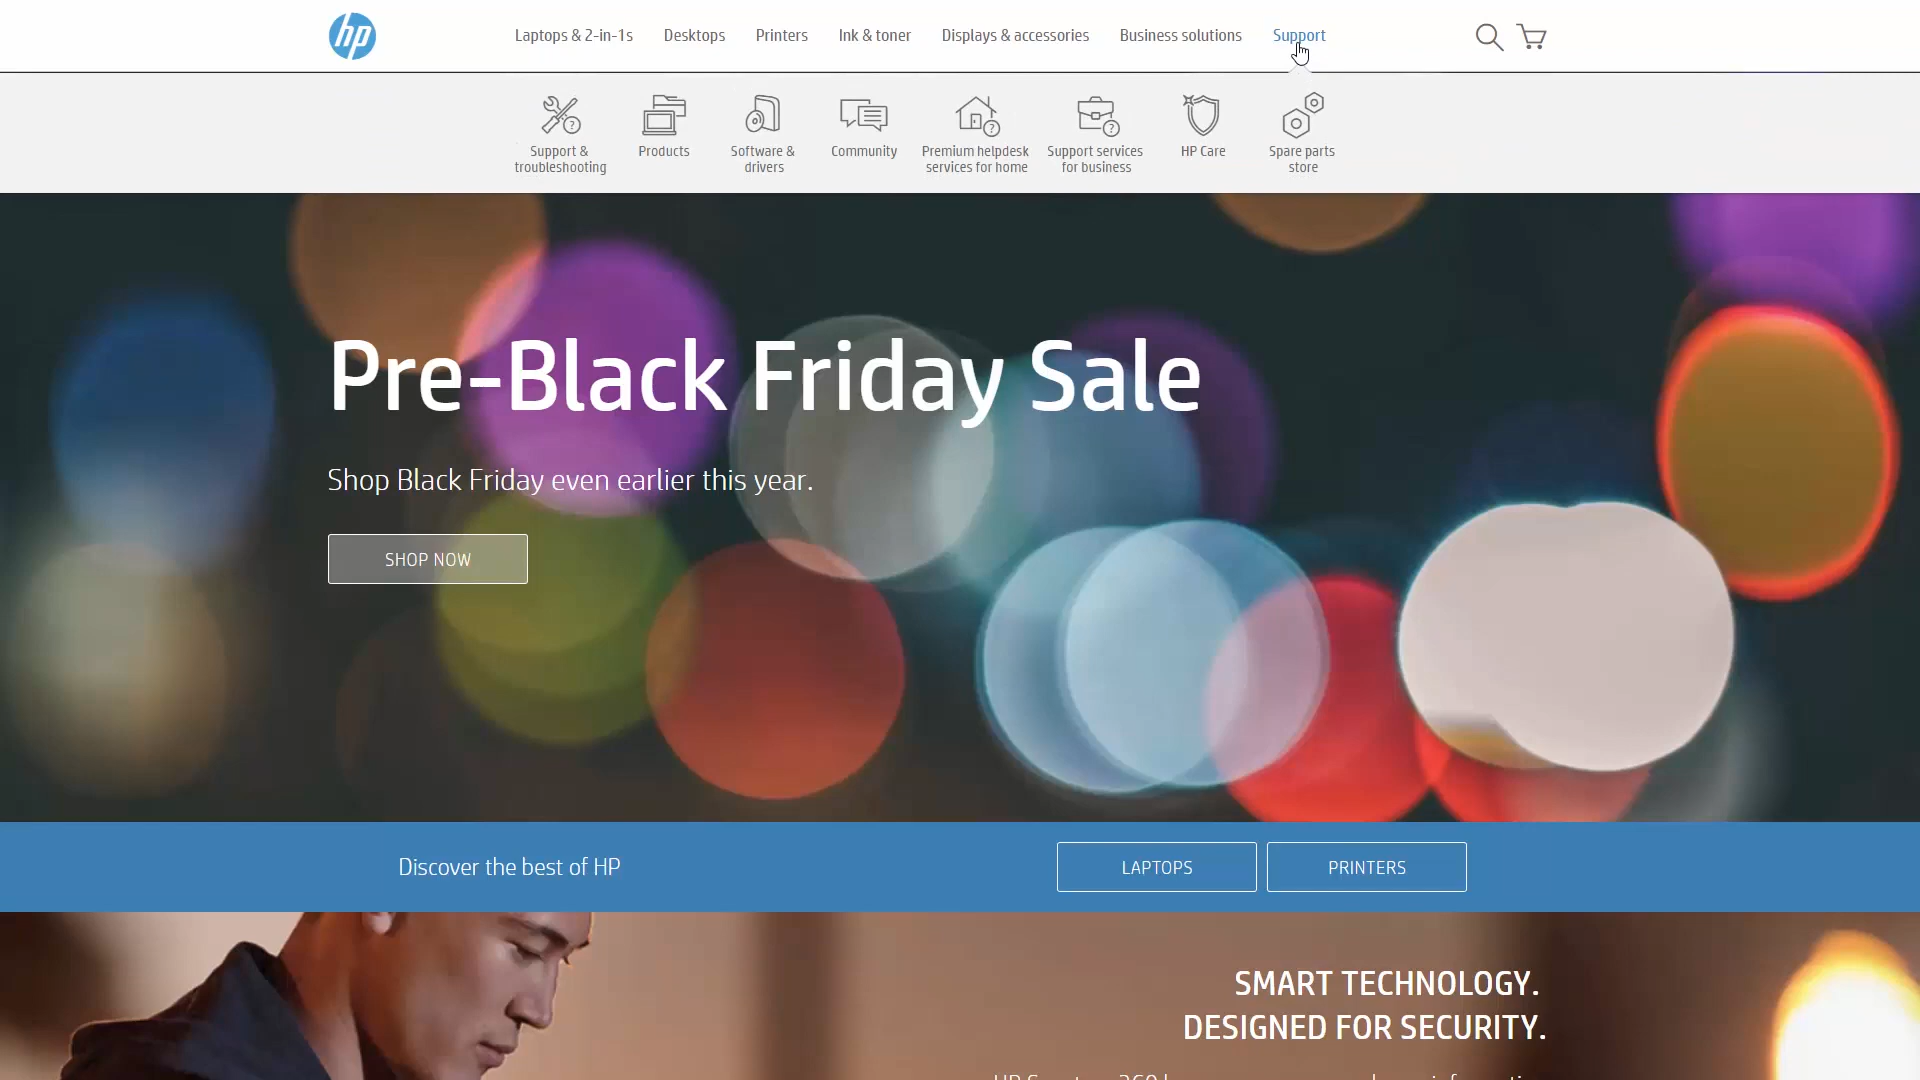 hp
Laptops & 2-in-1s Desktops Printers Ink & toner Displays & accessories Business solutions Support
Support & troubleshooting
Products
Software & drivers
Community
Premium helpdesk services for home
Support services for business
HP Care
Spare parts store
Pre-Black Friday Sale
Shop Black Friday even earlier this year.
SHOP NOW
Discover the best of HP
LAPTOPS
PRINTERS
SMART TECHNOLOGY.
DESIGNED FOR SECURITY.